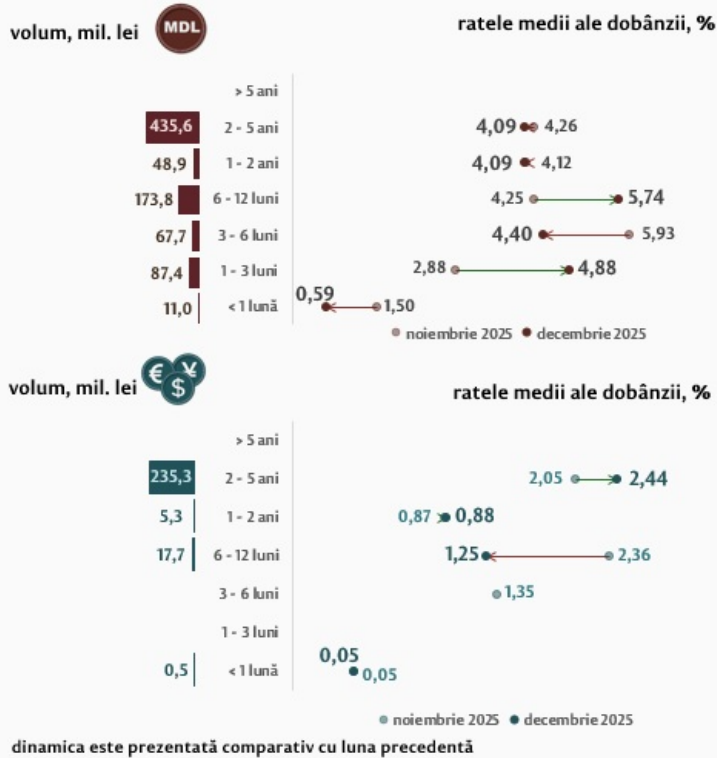 volum, mil. lei MDL ratele medii ale dobânzii, %
> 5 ani
435,6 2 - 5 ani 4,09 4,26
48,9 1 - 2 ani 4,09 4,12
173,8 6 - 12 luni 4,25 5,74
67,7 3 - 6 luni 4,40 5,93
87,4 1 - 3 luni 2,88 4,88
11,0 < 1 lună 0,59 1,50
noiembrie 2025 decembrie 2025
volum, mil. lei € ¥ $ ratele medii ale dobânzii, %
> 5 ani
235,3 2 - 5 ani 2,05 2,44
5,3 1 - 2 ani 0,87 0,88
17,7 6 - 12 luni 1,25 2,36
3 - 6 luni 1,35
1 - 3 luni
0,5 < 1 lună 0,05 0,05
noiembrie 2025 decembrie 2025
dinamica este prezentată comparativ cu luna precedentă